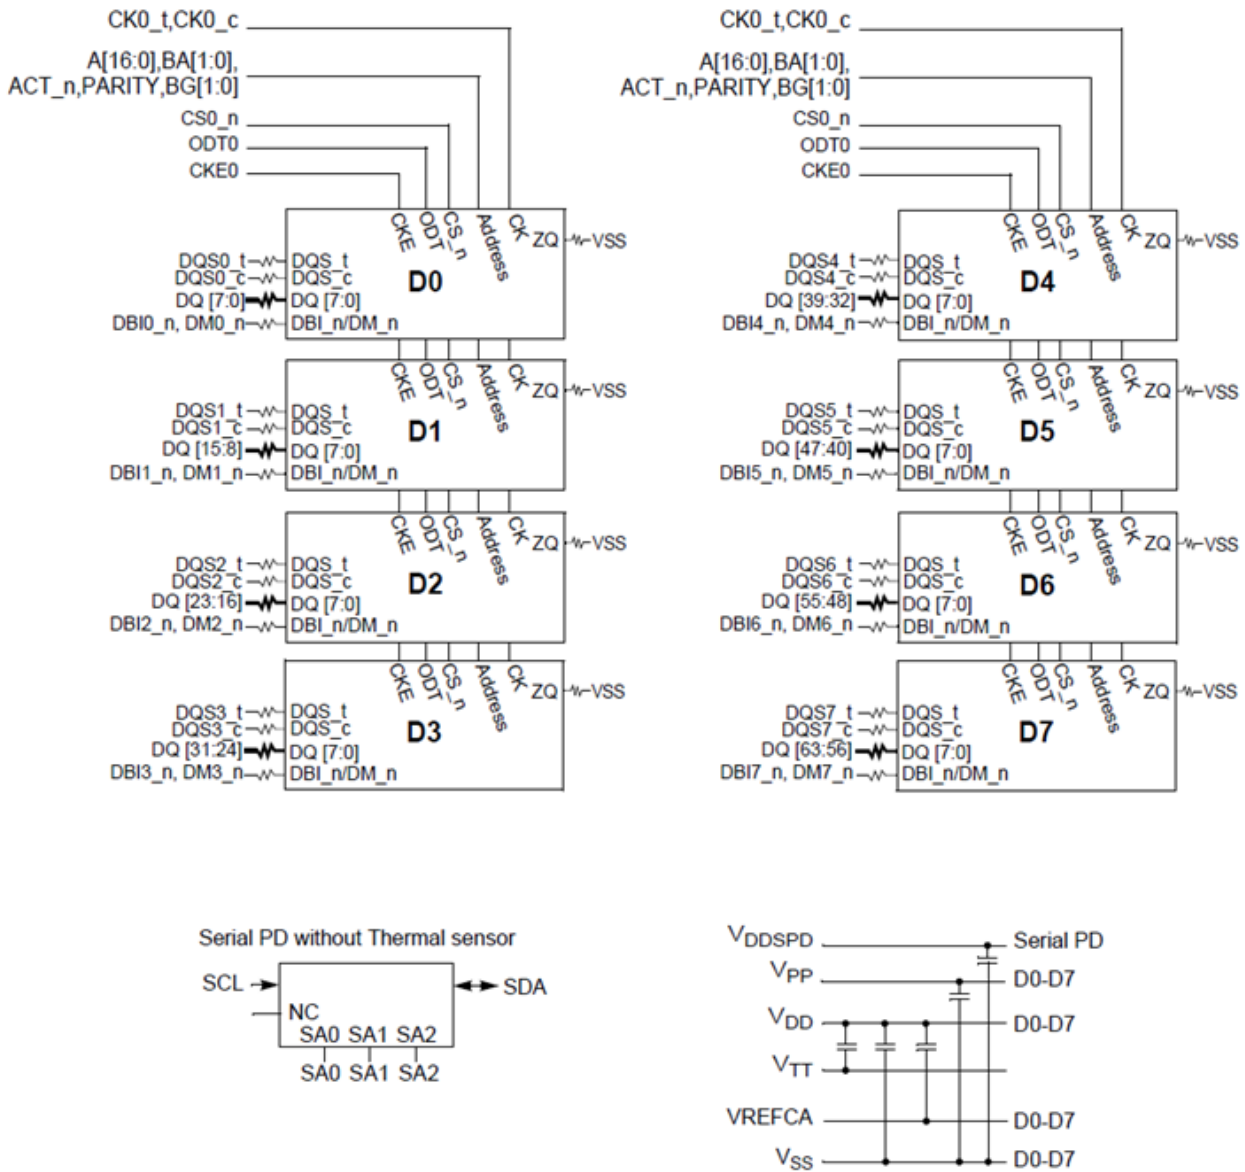 CK0_t,CK0_c
A[16:0],BA[1:0],
ACT_n,PARITY,BG[1:0]
CS0_n
ODT0
CKE0
CKE ODT CS_n Address CK ZQ VSS
DQS0_t DQS_t
DQS0_c DQS_c
D0
DQ [7:0] DQ [7:0]
DBI0_n, DM0_n DBI_n/DM_n
CKE ODT CS_n Address CK ZQ VSS
DQS1_t DQS_t
DQS1_c DQS_c
D1
DQ [15:8] DQ [7:0]
DBI1_n, DM1_n DBI_n/DM_n
CKE ODT CS_n Address CK ZQ VSS
DQS2_t DQS_t
DQS2_c DQS_c
D2
DQ [23:16] DQ [7:0]
DBI2_n, DM2_n DBI_n/DM_n
CKE ODT CS_n Address CK ZQ VSS
DQS3_t DQS_t
DQS3_c DQS_c
D3
DQ [31:24] DQ [7:0]
DBI3_n, DM3_n DBI_n/DM_n
CK0_t,CK0_c
A[16:0],BA[1:0],
ACT_n,PARITY,BG[1:0]
CS0_n
ODT0
CKE0
CKE ODT CS_n Address CK ZQ VSS
DQS4_t DQS_t
DQS4_c DQS_c
D4
DQ [39:32] DQ [7:0]
DBI4_n, DM4_n DBI_n/DM_n
CKE ODT CS_n Address CK ZQ VSS
DQS5_t DQS_t
DQS5_c DQS_c
D5
DQ [47:40] DQ [7:0]
DBI5_n, DM5_n DBI_n/DM_n
CKE ODT CS_n Address CK ZQ VSS
DQS6_t DQS_t
DQS6_c DQS_c
D6
DQ [55:48] DQ [7:0]
DBI6_n, DM6_n DBI_n/DM_n
CKE ODT CS_n Address CK ZQ VSS
DQS7_t DQS_t
DQS7_c DQS_c
D7
DQ [63:56] DQ [7:0]
DBI7_n, DM7_n DBI_n/DM_n
Serial PD without Thermal sensor
SCL SDA
NC
SA0 SA1 SA2
SA0 SA1 SA2
VDDSPD Serial PD
VPP D0-D7
VDD D0-D7
VTT
VREFCA D0-D7
VSS D0-D7